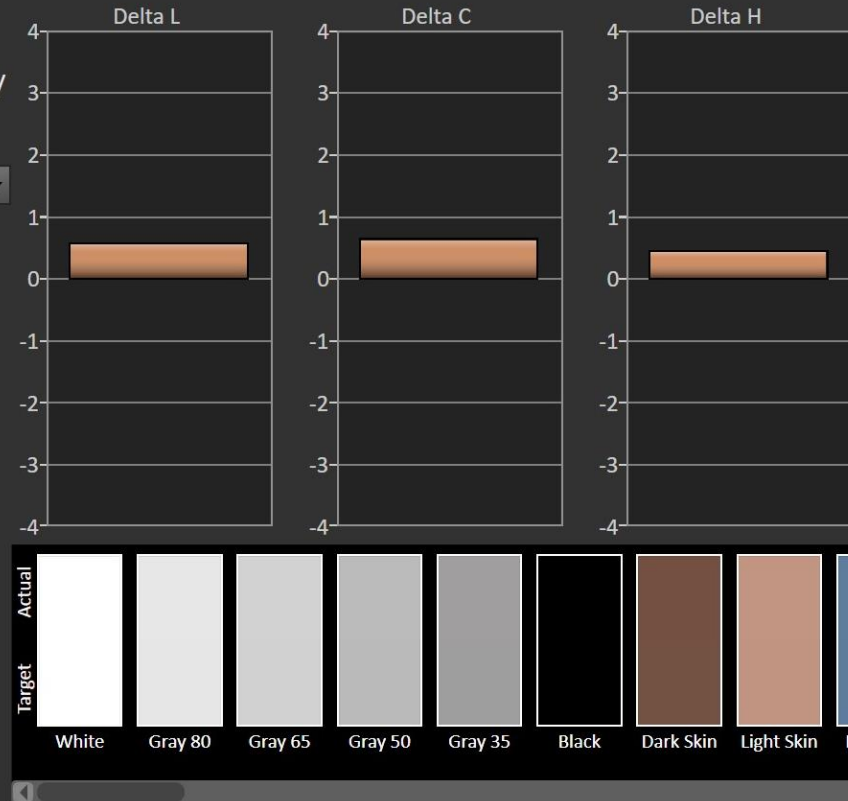 Delta L
4
3
2
1
0
-1
-2
-3
-4
Delta C
4
3
2
1
0
-1
-2
-3
-4
Delta H
4
3
2
1
0
-1
-2
-3
-4
Actual
Target
White
Gray 80
Gray 65
Gray 50
Gray 35
Black
Dark Skin
Light Skin